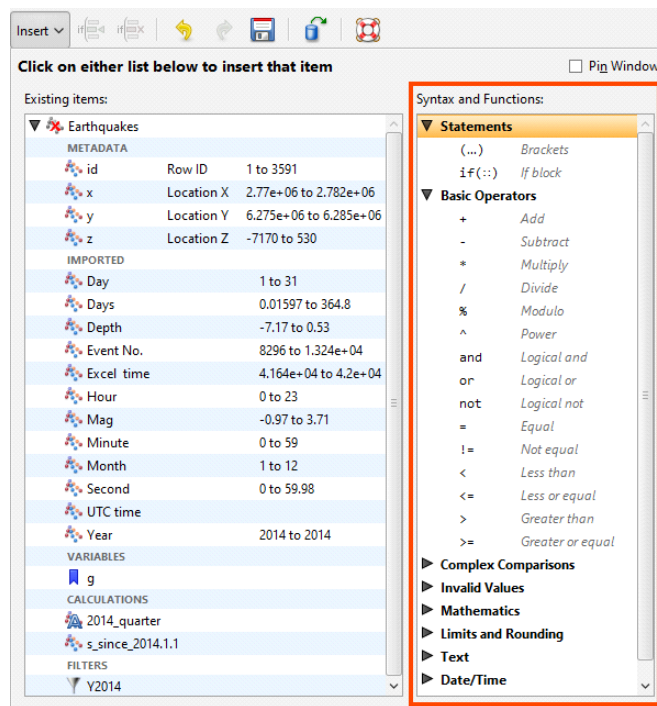 Insert
if
if
Click on either list below to insert that item
Pin Window
Existing items:
Earthquakes
METADATA
id Row ID 1 to 3591
x Location X 2.77e+06 to 2.782e+06
y Location Y 6.275e+06 to 6.285e+06
z Location Z -7170 to 530
IMPORTED
Day 1 to 31
Days 0.01597 to 364.8
Depth -7.17 to 0.53
Event No. 8296 to 1.324e+04
Excel time 4.164e+04 to 4.2e+04
Hour 0 to 23
Mag -0.97 to 3.71
Minute 0 to 59
Month 1 to 12
Second 0 to 59.98
UTC time
Year 2014 to 2014
VARIABLES
g
CALCULATIONS
2014_quarter
s_since_2014.1.1
FILTERS
Y2014
Syntax and Functions:
Statements
(...) Brackets
if(::) If block
Basic Operators
+ Add
- Subtract
* Multiply
/ Divide
% Modulo
^ Power
and Logical and
or Logical or
not Logical not
= Equal
!= Not equal
< Less than
<= Less or equal
> Greater than
>= Greater or equal
Complex Comparisons
Invalid Values
Mathematics
Limits and Rounding
Text
Date/Time